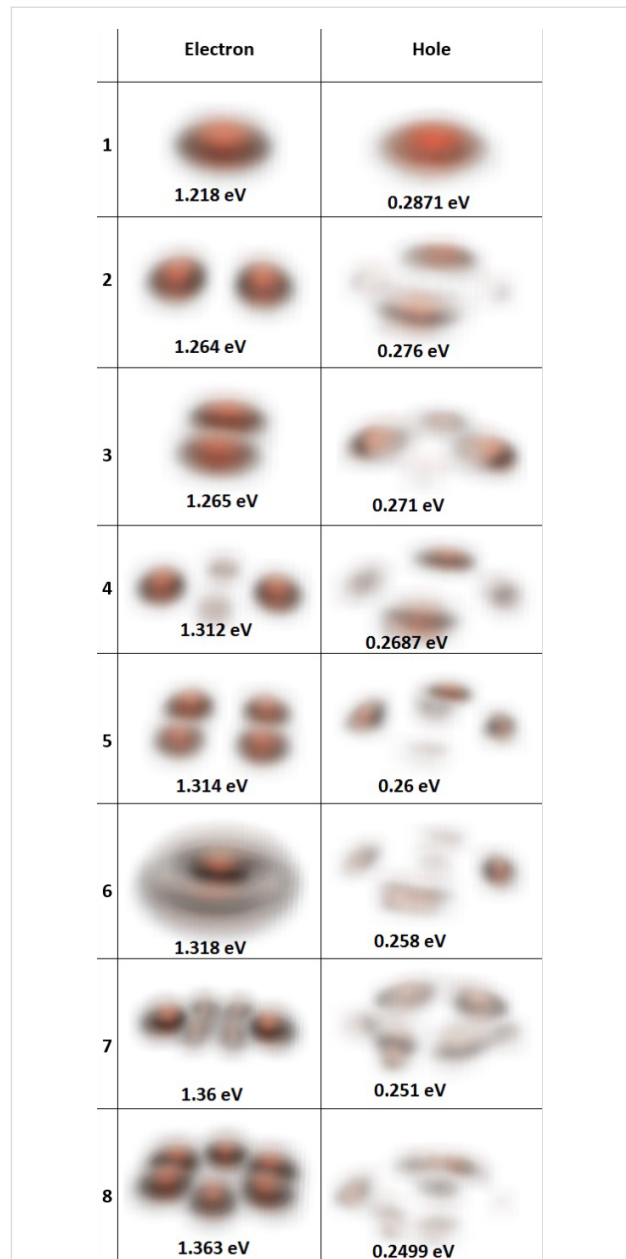 Electron Hole
1
1.218 eV 0.2871 eV
2
1.264 eV 0.276 eV
3
1.265 eV 0.271 eV
4
1.312 eV 0.2687 eV
5
1.314 eV 0.26 eV
6
1.318 eV 0.258 eV
7
1.36 eV 0.251 eV
8
1.363 eV 0.2499 eV